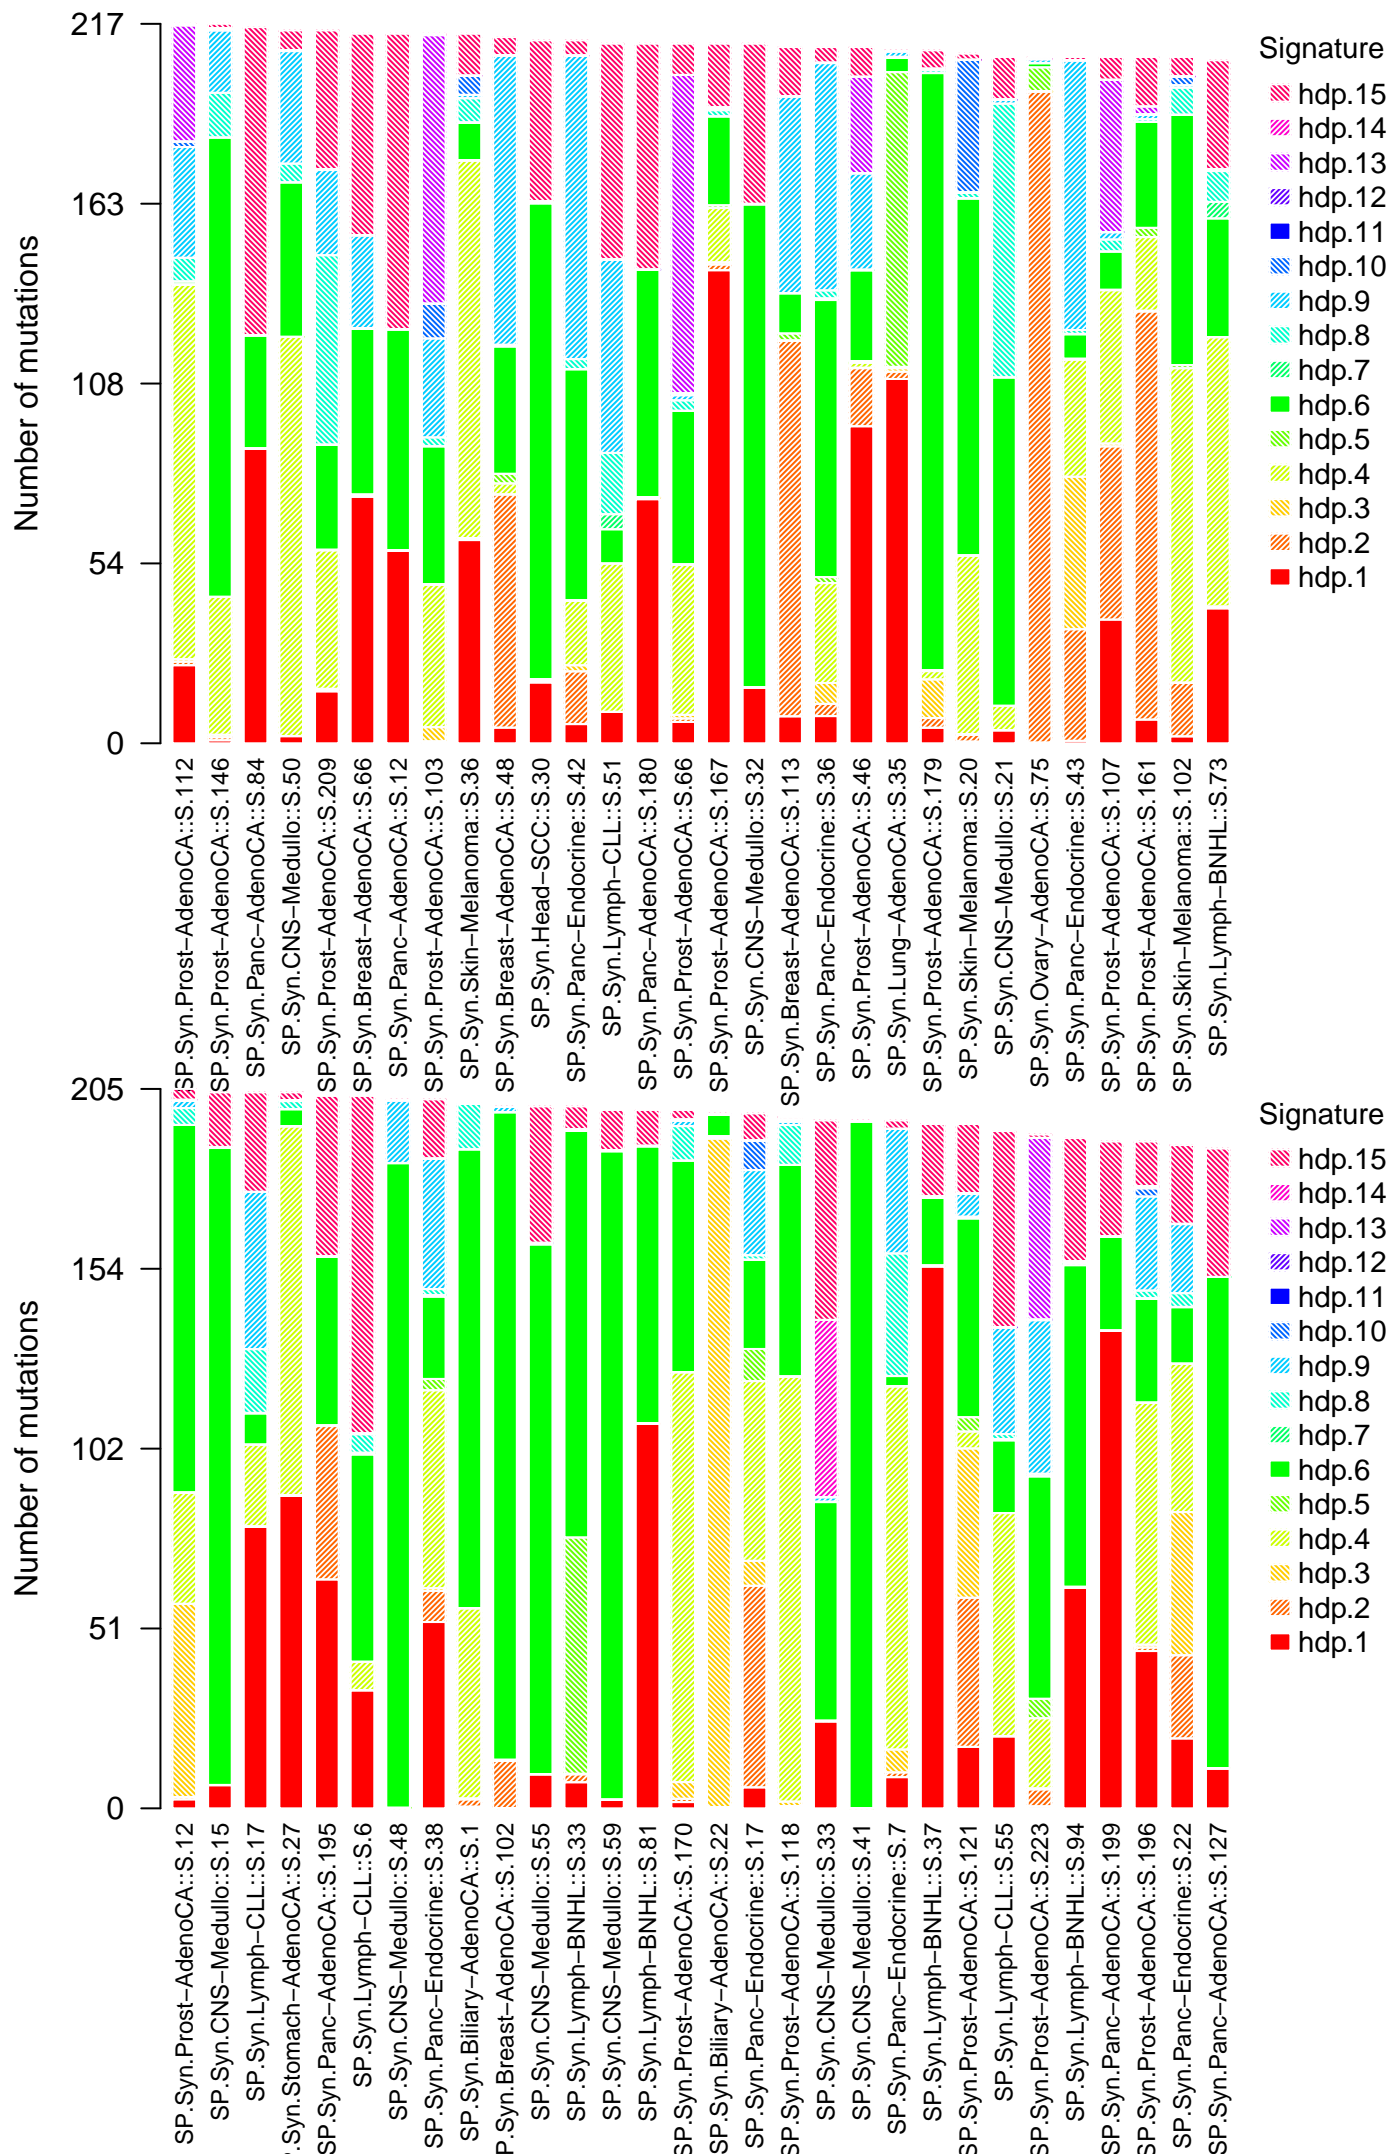 Number of mutations
217
163
108
54
0
SP.Syn.Prost−AdenoCA::S.112
SP.Syn.Prost−AdenoCA::S.146
SP.Syn.Panc−AdenoCA::S.84
SP.Syn.CNS−Medullo::S.50
SP.Syn.Prost−AdenoCA::S.209
SP.Syn.Breast−AdenoCA::S.66
SP.Syn.Panc−AdenoCA::S.12
SP.Syn.Prost−AdenoCA::S.103
SP.Syn.Skin−Melanoma::S.36
SP.Syn.Breast−AdenoCA::S.48
SP.Syn.Head−SCC::S.30
SP.Syn.Panc−Endocrine::S.42
SP.Syn.Lymph−CLL::S.51
SP.Syn.Panc−AdenoCA::S.180
SP.Syn.Prost−AdenoCA::S.66
SP.Syn.Prost−AdenoCA::S.167
SP.Syn.CNS−Medullo::S.32
SP.Syn.Breast−AdenoCA::S.113
SP.Syn.Panc−Endocrine::S.36
SP.Syn.Prost−AdenoCA::S.46
SP.Syn.Lung−AdenoCA::S.35
SP.Syn.Prost−AdenoCA::S.179
SP.Syn.Skin−Melanoma::S.20
SP.Syn.CNS−Medullo::S.21
SP.Syn.Ovary−AdenoCA::S.75
SP.Syn.Panc−Endocrine::S.43
SP.Syn.Prost−AdenoCA::S.107
SP.Syn.Prost−AdenoCA::S.161
SP.Syn.Skin−Melanoma::S.102
SP.Syn.Lymph−BNHL::S.73
Signature
hdp.15
hdp.14
hdp.13
hdp.12
hdp.11
hdp.10
hdp.9
hdp.8
hdp.7
hdp.6
hdp.5
hdp.4
hdp.3
hdp.2
hdp.1
Number of mutations
205
154
102
51
0
SP.Syn.Prost−AdenoCA::S.12
SP.Syn.CNS−Medullo::S.15
SP.Syn.Lymph−CLL::S.17
.Syn.Stomach−AdenoCA::S.27
SP.Syn.Panc−AdenoCA::S.195
SP.Syn.Lymph−CLL::S.6
SP.Syn.CNS−Medullo::S.48
SP.Syn.Panc−Endocrine::S.38
SP.Syn.Biliary−AdenoCA::S.1
SP.Syn.Breast−AdenoCA::S.102
SP.Syn.CNS−Medullo::S.55
SP.Syn.Lymph−BNHL::S.33
SP.Syn.CNS−Medullo::S.59
SP.Syn.Lymph−BNHL::S.81
SP.Syn.Prost−AdenoCA::S.170
SP.Syn.Biliary−AdenoCA::S.22
SP.Syn.Panc−Endocrine::S.17
SP.Syn.Prost−AdenoCA::S.118
SP.Syn.CNS−Medullo::S.33
SP.Syn.CNS−Medullo::S.41
SP.Syn.Panc−Endocrine::S.7
SP.Syn.Lymph−BNHL::S.37
SP.Syn.Prost−AdenoCA::S.121
SP.Syn.Lymph−CLL::S.55
SP.Syn.Prost−AdenoCA::S.223
SP.Syn.Lymph−BNHL::S.94
SP.Syn.Panc−AdenoCA::S.199
SP.Syn.Prost−AdenoCA::S.196
SP.Syn.Panc−Endocrine::S.22
SP.Syn.Panc−AdenoCA::S.127
Signature
hdp.15
hdp.14
hdp.13
hdp.12
hdp.11
hdp.10
hdp.9
hdp.8
hdp.7
hdp.6
hdp.5
hdp.4
hdp.3
hdp.2
hdp.1